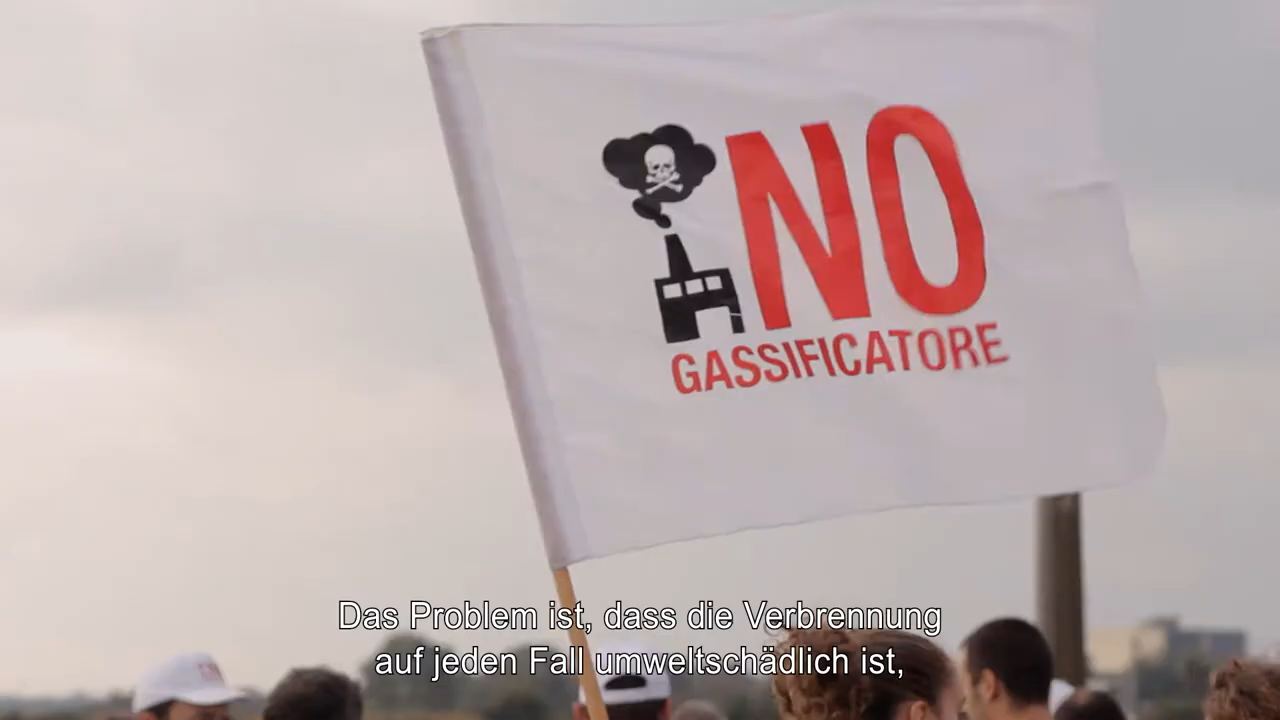 NO
GASSIFICATORE
Das Problem ist, dass die Verbrennung
auf jeden Fall umweltschädlich ist,